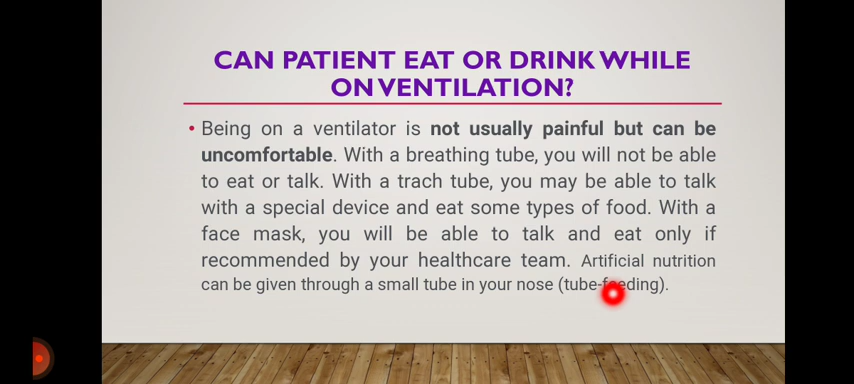 CAN PATIENT EAT OR DRINK WHILE
ON VENTILATION?
• Being on a ventilator is not usually painful but can be
uncomfortable. With a breathing tube, you will not be able
to eat or talk. With a trach tube, you may be able to talk
with a special device and eat some types of food. With a
face mask, you will be able to talk and eat only if
recommended by your healthcare team. Artificial nutrition
can be given through a small tube in your nose (tube-feeding).